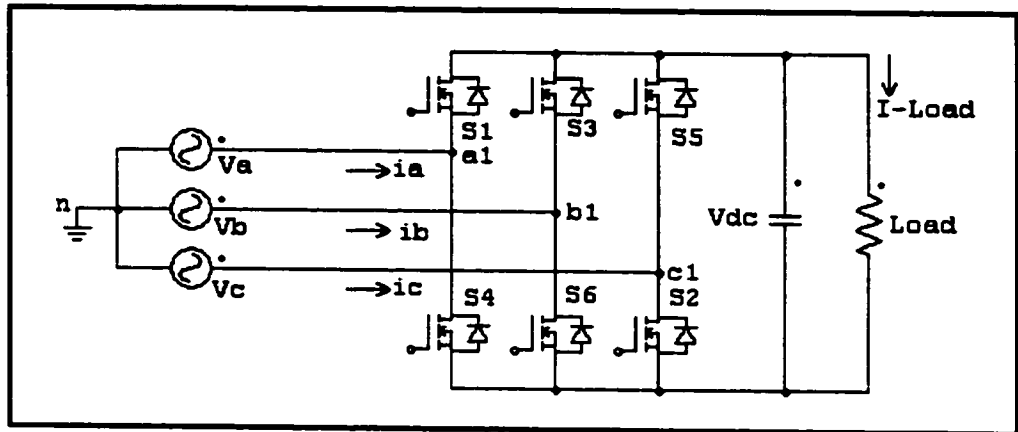 S1
S3
S5
I-Load
a1
Va
ia
n
b1
Vb
ib
Vdc
Load
c1
Vc
ic
S4
S6
S2